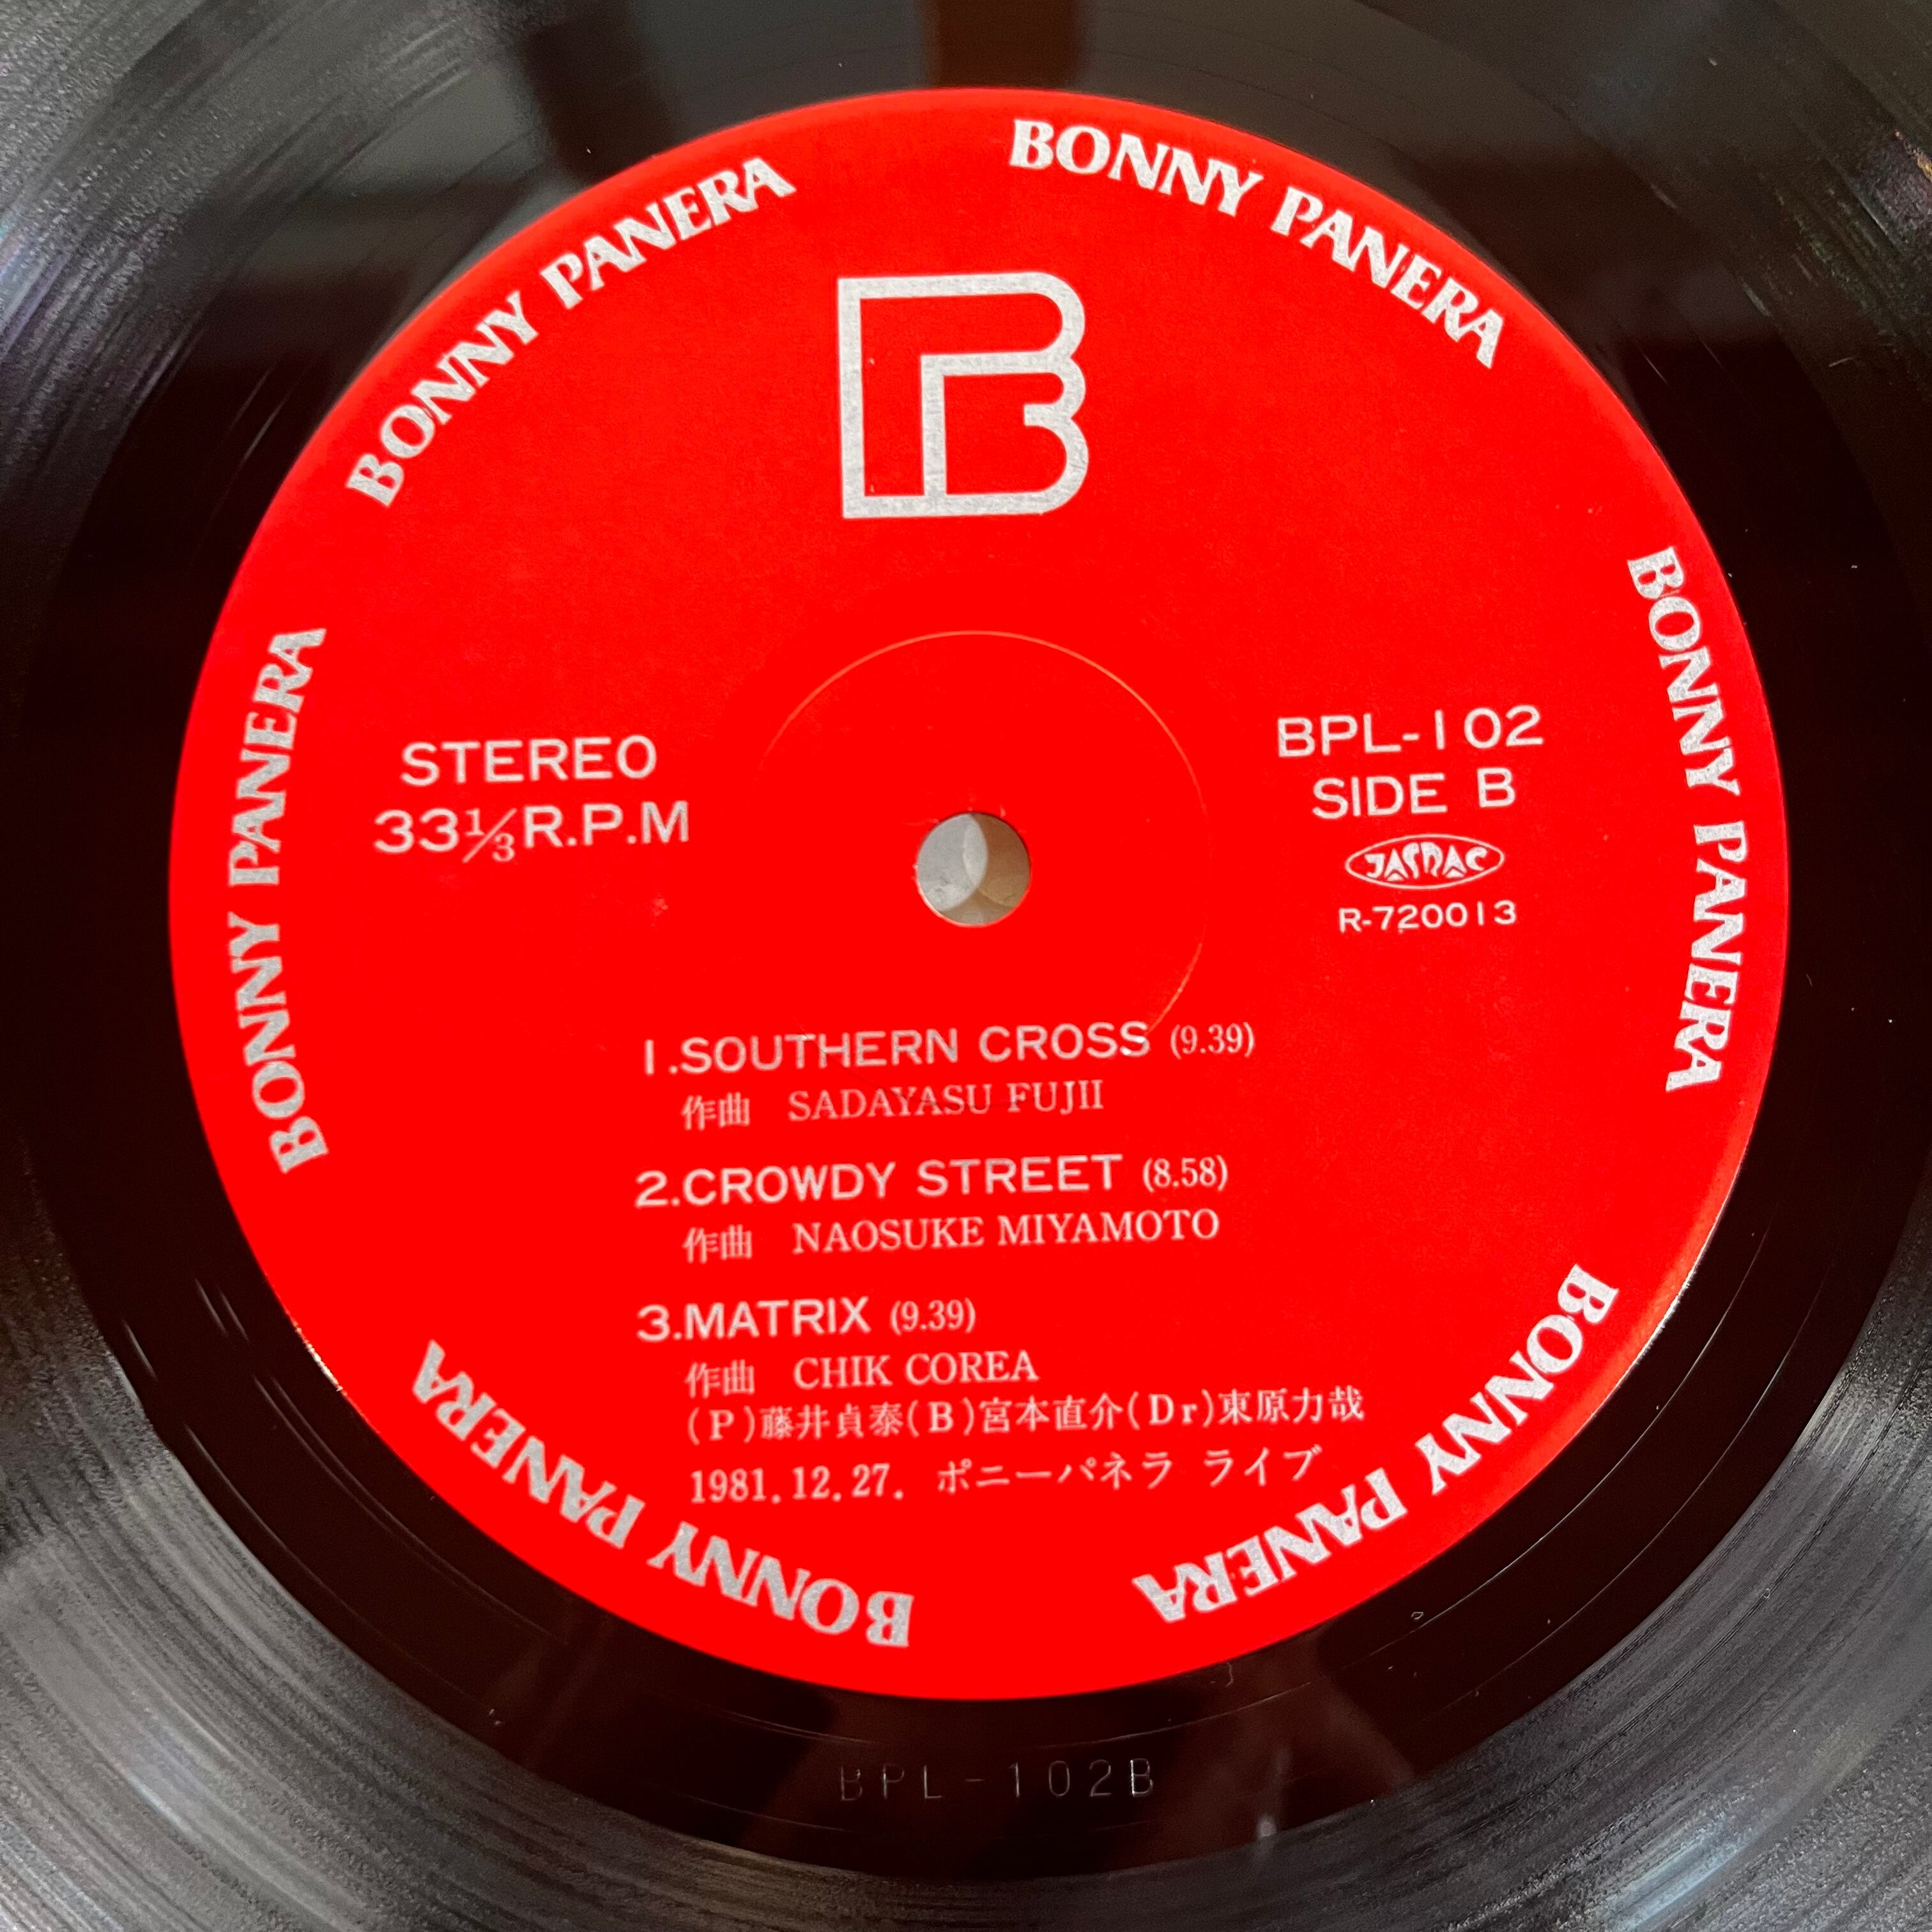 BONNY PANERA
BONNY PANERA
BONNY PANERA
BONNY PANERA
BONNY PANERA
BONNY PANERA
B
STEREO
33⅓R.P.M
BPL-102
SIDE B
JASRAC
R-720013
1.SOUTHERN CROSS (9.39)
作曲 SADAYASU FUJII
2.CROWDY STREET (8.58)
作曲 NAOSUKE MIYAMOTO
3.MATRIX (9.39)
作曲 CHIK COREA
(P)藤井貞泰(B)宮本直介(Dr)東原力哉
1981.12.27. ボニーパネラ ライブ
BPL-102B